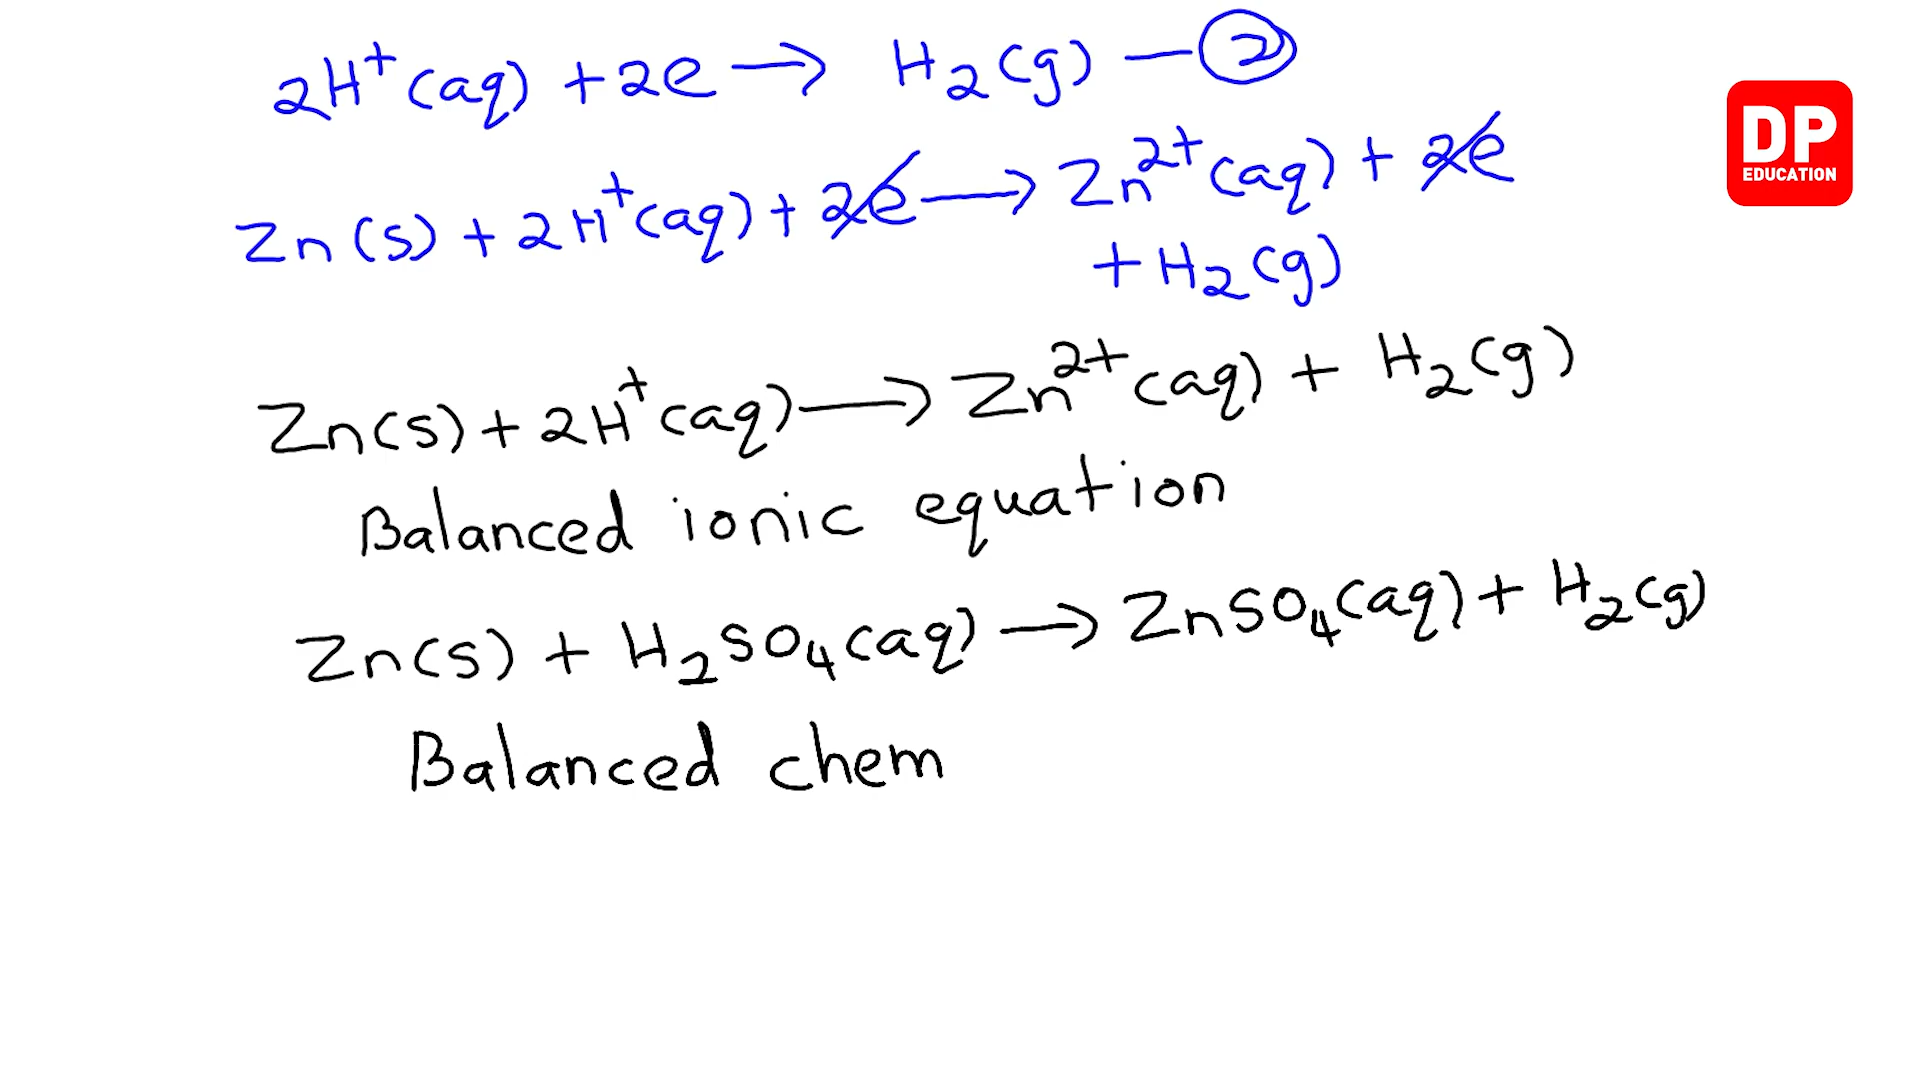 2H⁺(aq) + 2e ⟶ H₂(g) — ②
DP
EDUCATION
Zn(s) + 2H⁺(aq) + 2e ⟶ Zn²⁺(aq) + 2e
+ H₂(g)
Zn(s) + 2H⁺(aq) ⟶ Zn²⁺(aq) + H₂(g)
Balanced ionic equation
Zn(s) + H₂SO₄(aq) ⟶ ZnSO₄(aq) + H₂(g)
Balanced chem